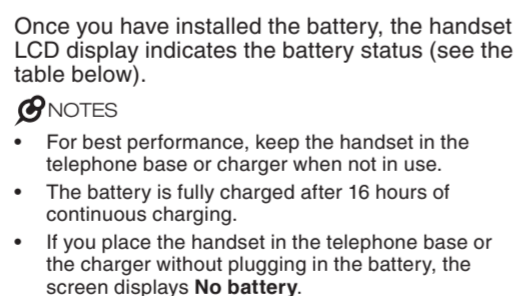 Once you have installed the battery, the handset
LCD display indicates the battery status (see the
table below).
NOTES
• For best performance, keep the handset in the
telephone base or charger when not in use.
• The battery is fully charged after 16 hours of
continuous charging.
• If you place the handset in the telephone base or
the charger without plugging in the battery, the
screen displays No battery.